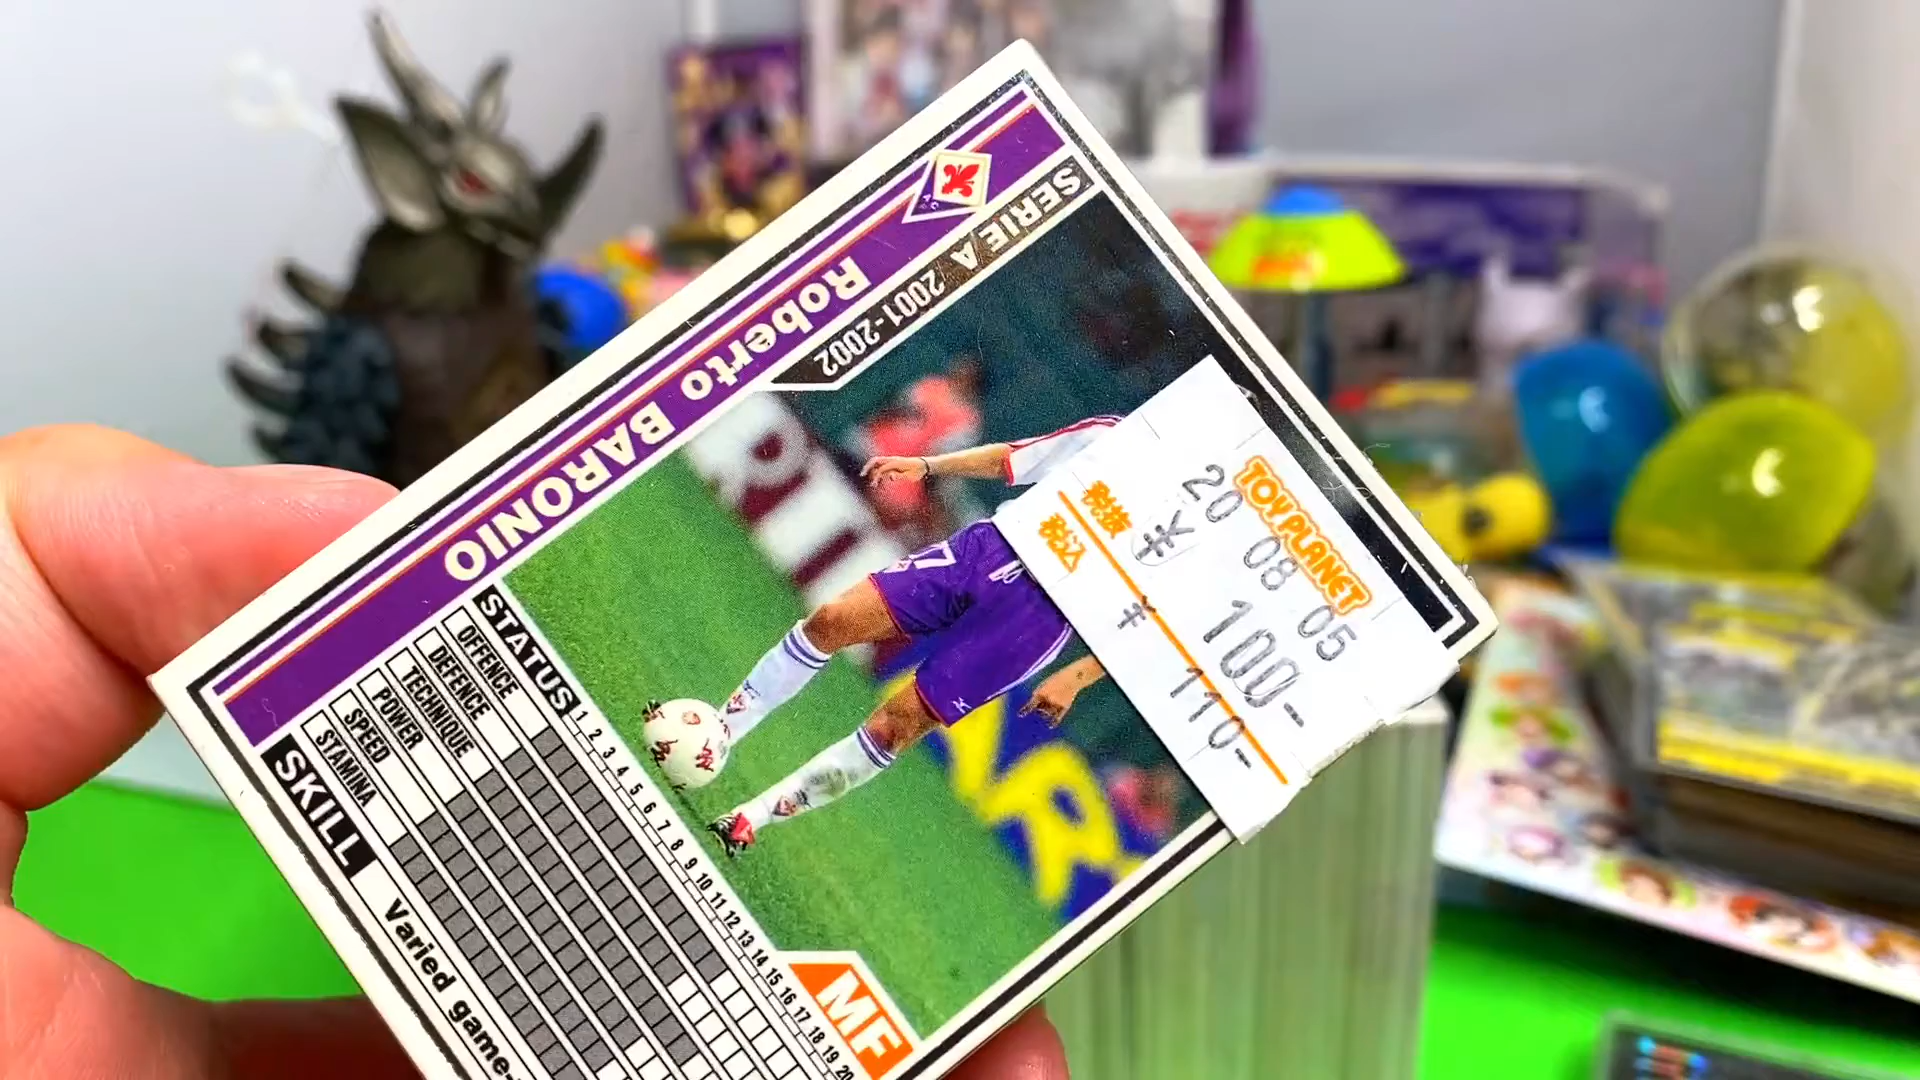 SERIE A 2001-2002
Roberto BARONIO
TOY PLANET
20 08 05
税抜 ¥ 100-
税込 ¥ 110-
MF
STATUS 1 2 3 4 5 6 7 8 9 10 11 12 13 14 15 16 17 18 19 20
OFFENCE
DEFENCE
TECHNIQUE
POWER
SPEED
STAMINA
SKILL
Varied game-